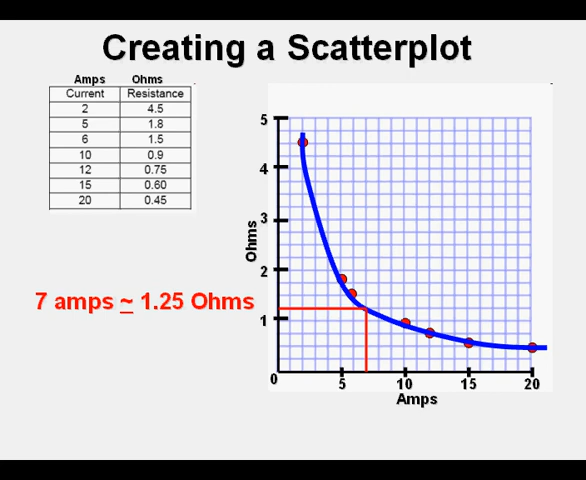 Creating a Scatterplot
Amps Ohms
Current Resistance
2 4.5
5 1.8
6 1.5
10 0.9
12 0.75
15 0.60
20 0.45
7 amps ~ 1.25 Ohms
Ohms
5
4
3
2
1
0
5 10 15 20
Amps